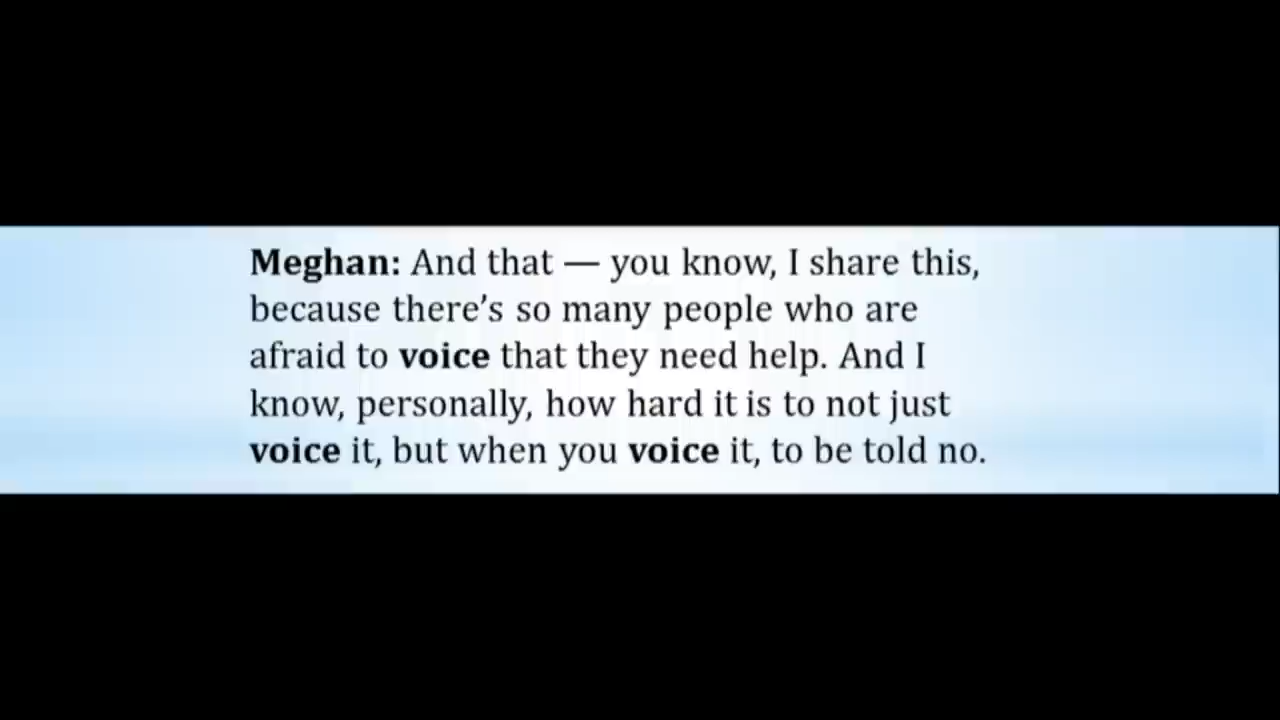 Meghan: And that — you know, I share this,
because there’s so many people who are
afraid to voice that they need help. And I
know, personally, how hard it is to not just
voice it, but when you voice it, to be told no.